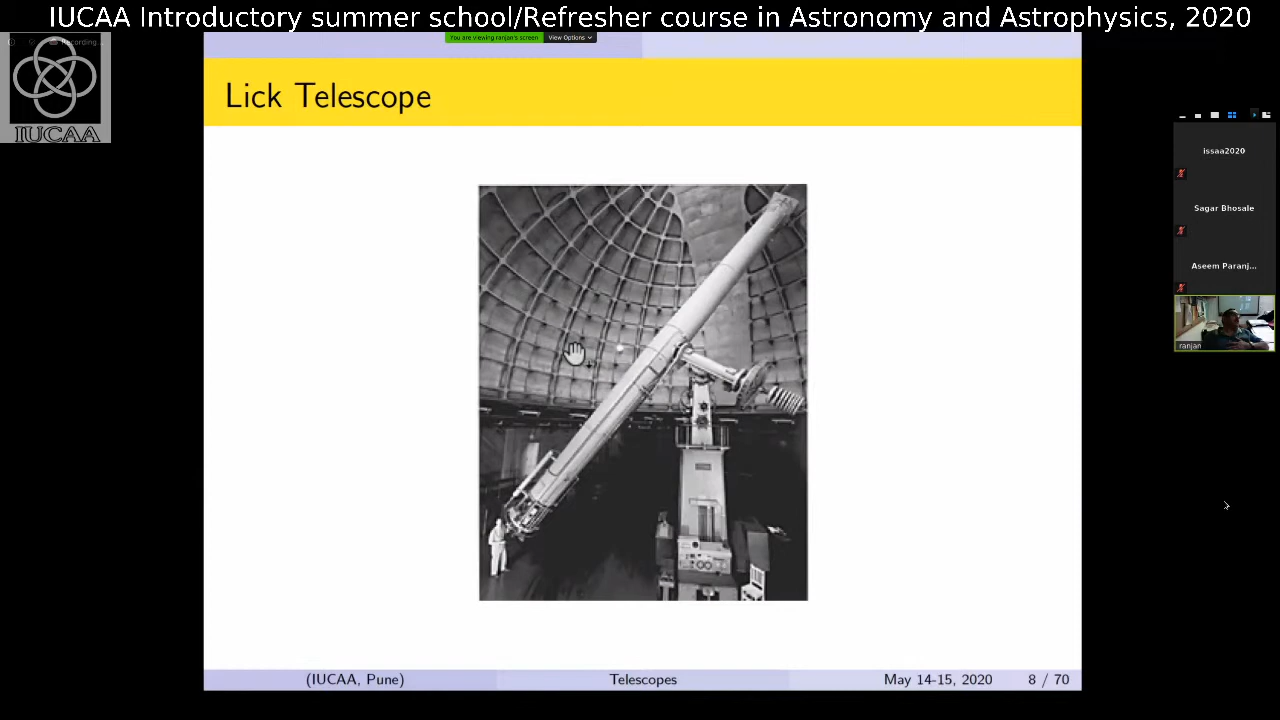 IUCAA Introductory summer school/Refresher course in Astronomy and Astrophysics, 2020
You are viewing ranjan's screen View Options
Recording...
IUCAA
Lick Telescope
issaa2020
Sagar Bhosale
Aseem Paranj...
ranjan
(IUCAA, Pune) Telescopes May 14-15, 2020 8 / 70